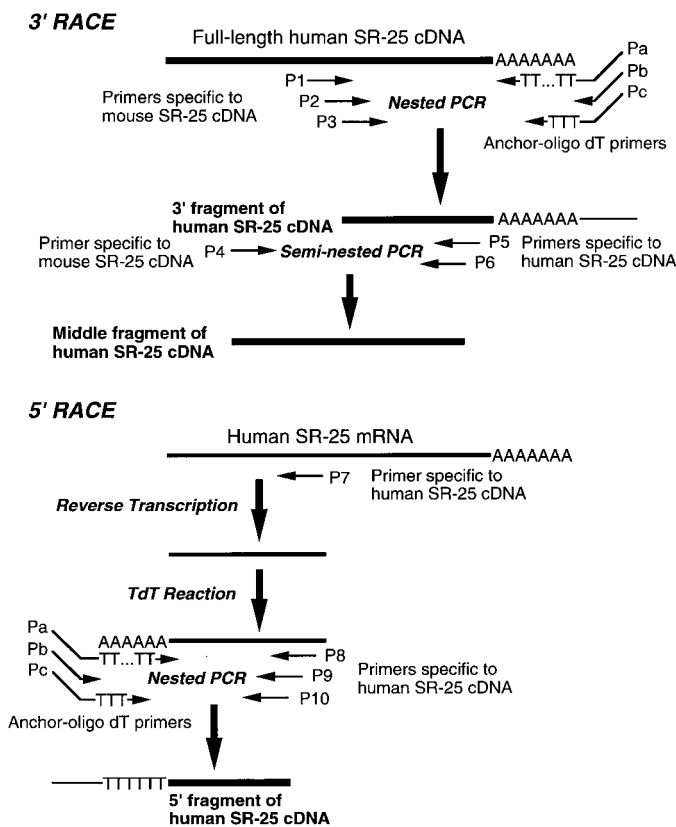 3' RACE
Full-length human SR-25 cDNA
AAAAAAA
Pa
P1
TT...TT
Pb
Primers specific to
mouse SR-25 cDNA
P2
Nested PCR
Pc
P3
TTT
Anchor-oligo dT primers
3' fragment of
human SR-25 cDNA
AAAAAAA
Primer specific to
mouse SR-25 cDNA
P4
Semi-nested PCR
P5
P6
Primers specific to
human SR-25 cDNA
Middle fragment of
human SR-25 cDNA
5' RACE
Human SR-25 mRNA
AAAAAAA
P7
Primer specific to
human SR-25 cDNA
Reverse Transcription
TdT Reaction
Pa
AAAAAA
TT...TT
P8
Pb
Nested PCR
P9
Primers specific to
human SR-25 cDNA
Pc
TTT
P10
Anchor-oligo dT primers
TTTTTT
5' fragment of
human SR-25 cDNA